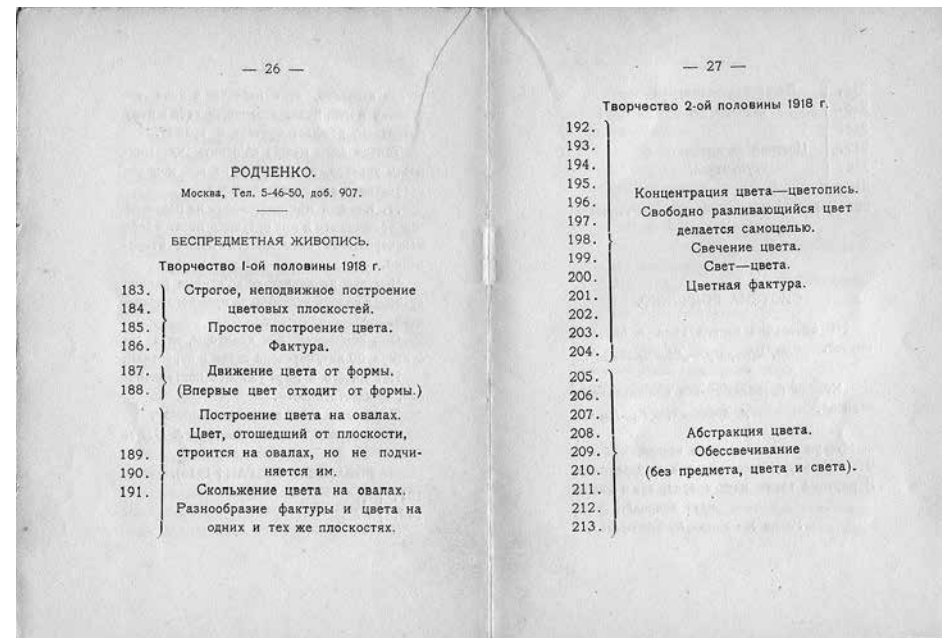 — 26 —
РОДЧЕНКО.
Москва, Тел. 5-46-50, доб. 907.
БЕСПРЕДМЕТНАЯ ЖИВОПИСЬ.
Творчество I-ой половины 1918 г.
183. Строгое, неподвижное построение
184. цветовых плоскостей.
185. Простое построение цвета.
186. Фактура.
187. Движение цвета от формы.
188. (Впервые цвет отходит от формы.)
Построение цвета на овалах.
Цвет, отошедший от плоскости,
189. строится на овалах, но не подчи-
190. няется им.
191. Скольжение цвета на овалах.
Разнообразие фактуры и цвета на
одних и тех же плоскостях.
— 27 —
Творчество 2-ой половины 1918 г.
192.
193.
194.
195.
196. Концентрация цвета—цветопись.
197. Свободно разливающийся цвет
делается самоцелью.
198. Свечение цвета.
199. Свет—цвета.
200. Цветная фактура.
201.
202.
203.
204.
205.
206.
207.
208. Абстракция цвета.
209. Обессвечивание
210. (без предмета, цвета и света).
211.
212.
213.